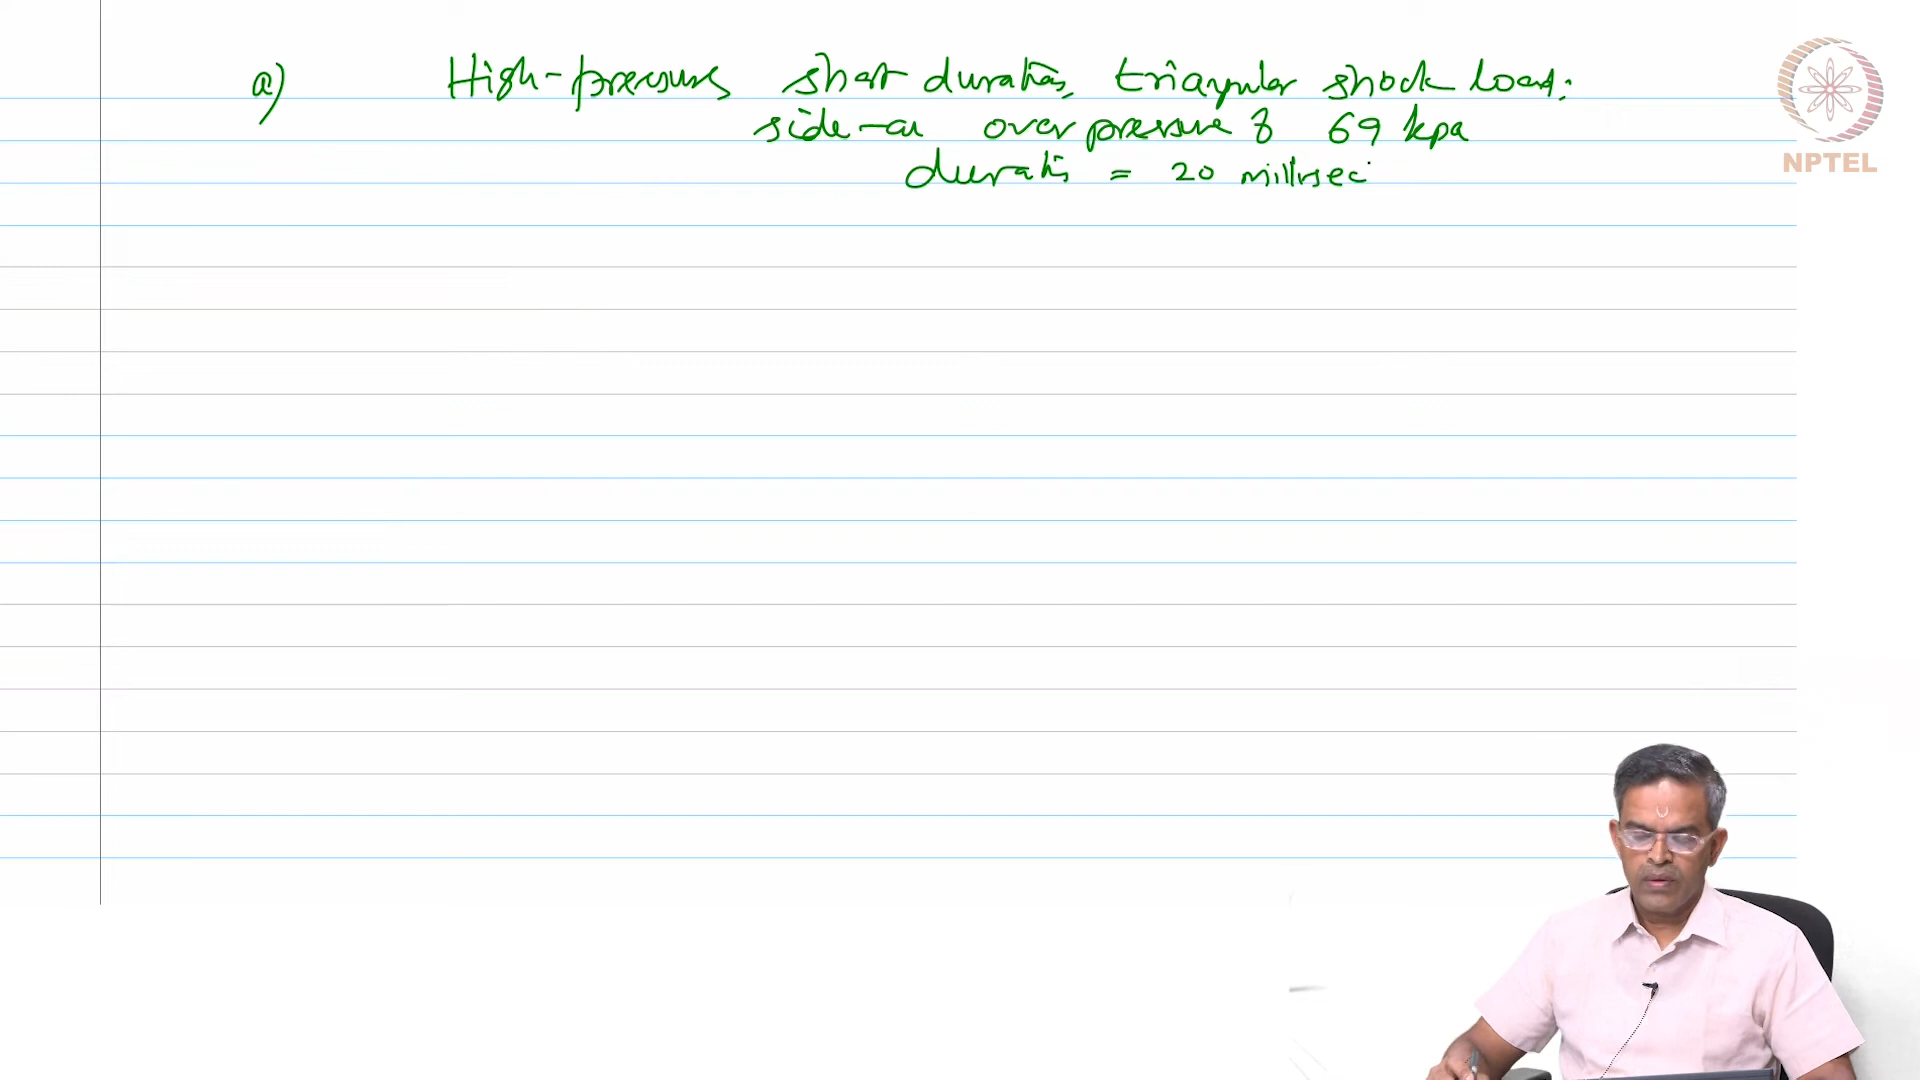 a) High-pressure short duration, triangular shock load:
side-on overpressure of 69 kpa
duration = 20 millisec
NPTEL